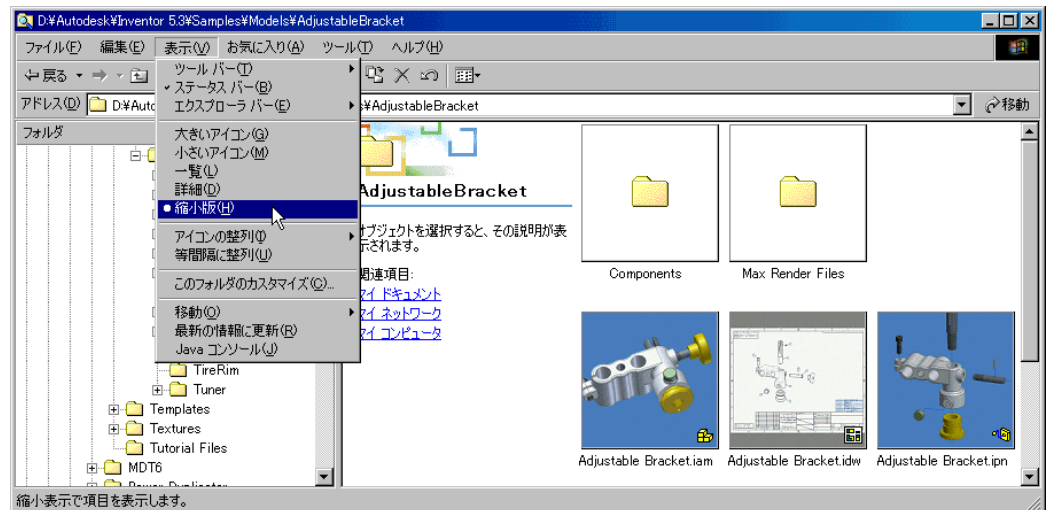 D:¥Autodesk¥Inventor 5.3¥Samples¥Models¥AdjustableBracket
ファイル(F) 編集(E) 表示(V) お気に入り(A) ツール(T) ヘルプ(H)
戻る
アドレス(D) D:¥Auto ¥AdjustableBracket 移動
フォルダ
ツール バー(T)
ステータス バー(B)
エクスプローラ バー(E)
大きいアイコン(G)
小さいアイコン(M)
一覧(L)
詳細(D)
縮小版(H)
アイコンの整列(I)
等間隔に整列(U)
このフォルダのカスタマイズ(C)...
移動(O)
最新の情報に更新(R)
Java コンソール(J)
TireRim
Tuner
Templates
Textures
Tutorial Files
MDT6
AdjustableBracket
オブジェクトを選択すると、その説明が表
示されます。
関連項目:
マイ ドキュメント
マイ ネットワーク
マイ コンピュータ
Components Max Render Files
Adjustable Bracket.iam Adjustable Bracket.idw Adjustable Bracket.ipn
縮小表示で項目を表示します。